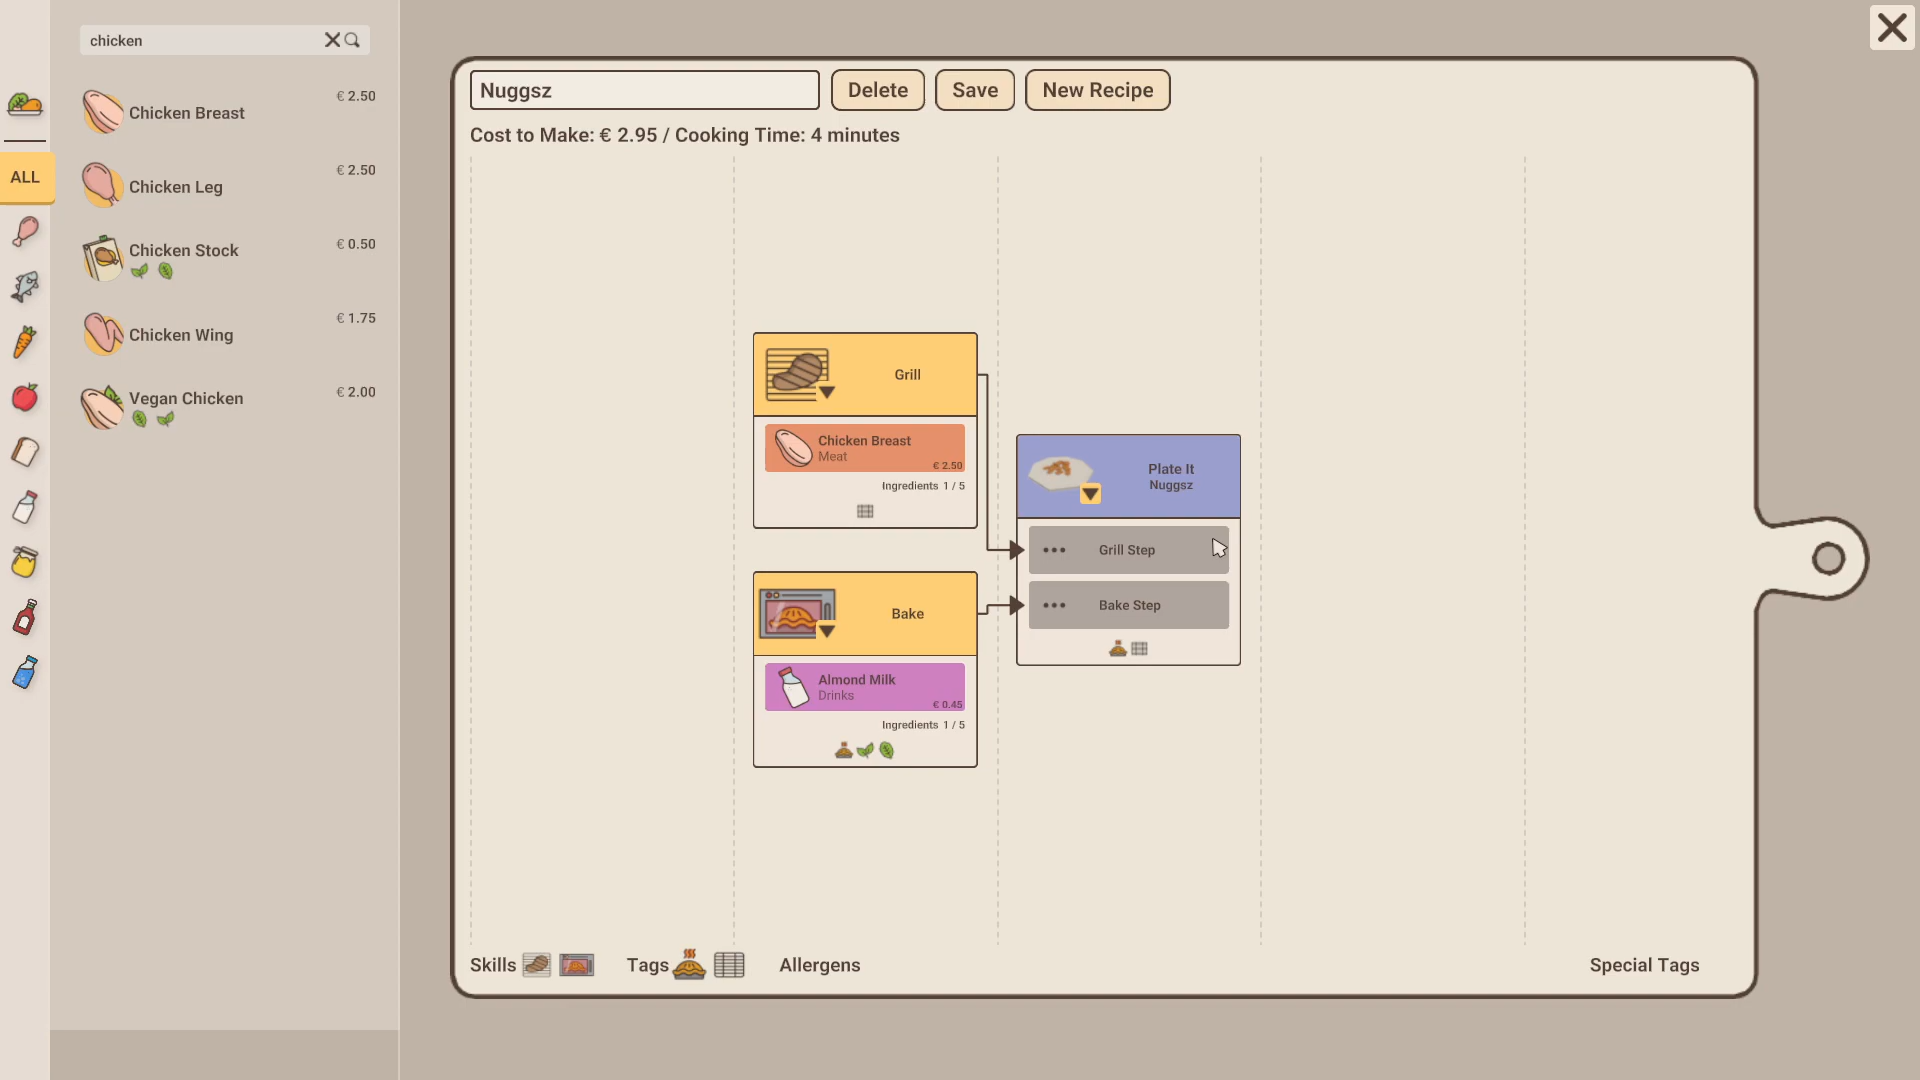 chicken
Chicken Breast
€ 2.50
Chicken Leg
€ 2.50
Chicken Stock
€ 0.50
Chicken Wing
€ 1.75
Vegan Chicken
€ 2.00
ALL
Nuggsz
Delete
Save
New Recipe
Cost to Make: € 2.95 / Cooking Time: 4 minutes
Grill
Chicken Breast
Meat
€ 2.50
Ingredients 1 / 5
Bake
Almond Milk
Drinks
€ 0.45
Ingredients 1 / 5
Plate It
Nuggsz
Grill Step
Bake Step
Skills
Tags
Allergens
Special Tags